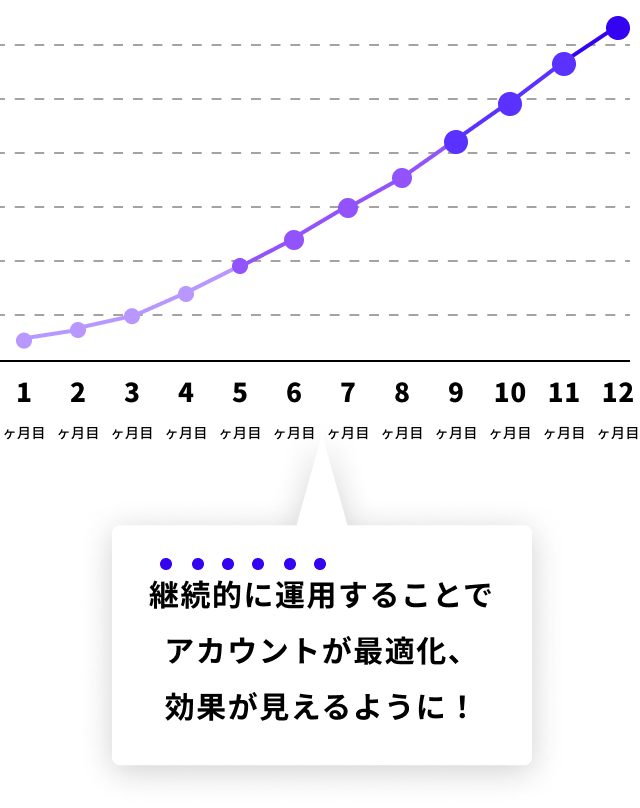 1 2 3 4 5 6 7 8 9 10 11 12
ヶ月目 ヶ月目 ヶ月目 ヶ月目 ヶ月目 ヶ月目 ヶ月目 ヶ月目 ヶ月目 ヶ月目 ヶ月目 ヶ月目
継続的に運用することで
アカウントが最適化、
効果が見えるように！